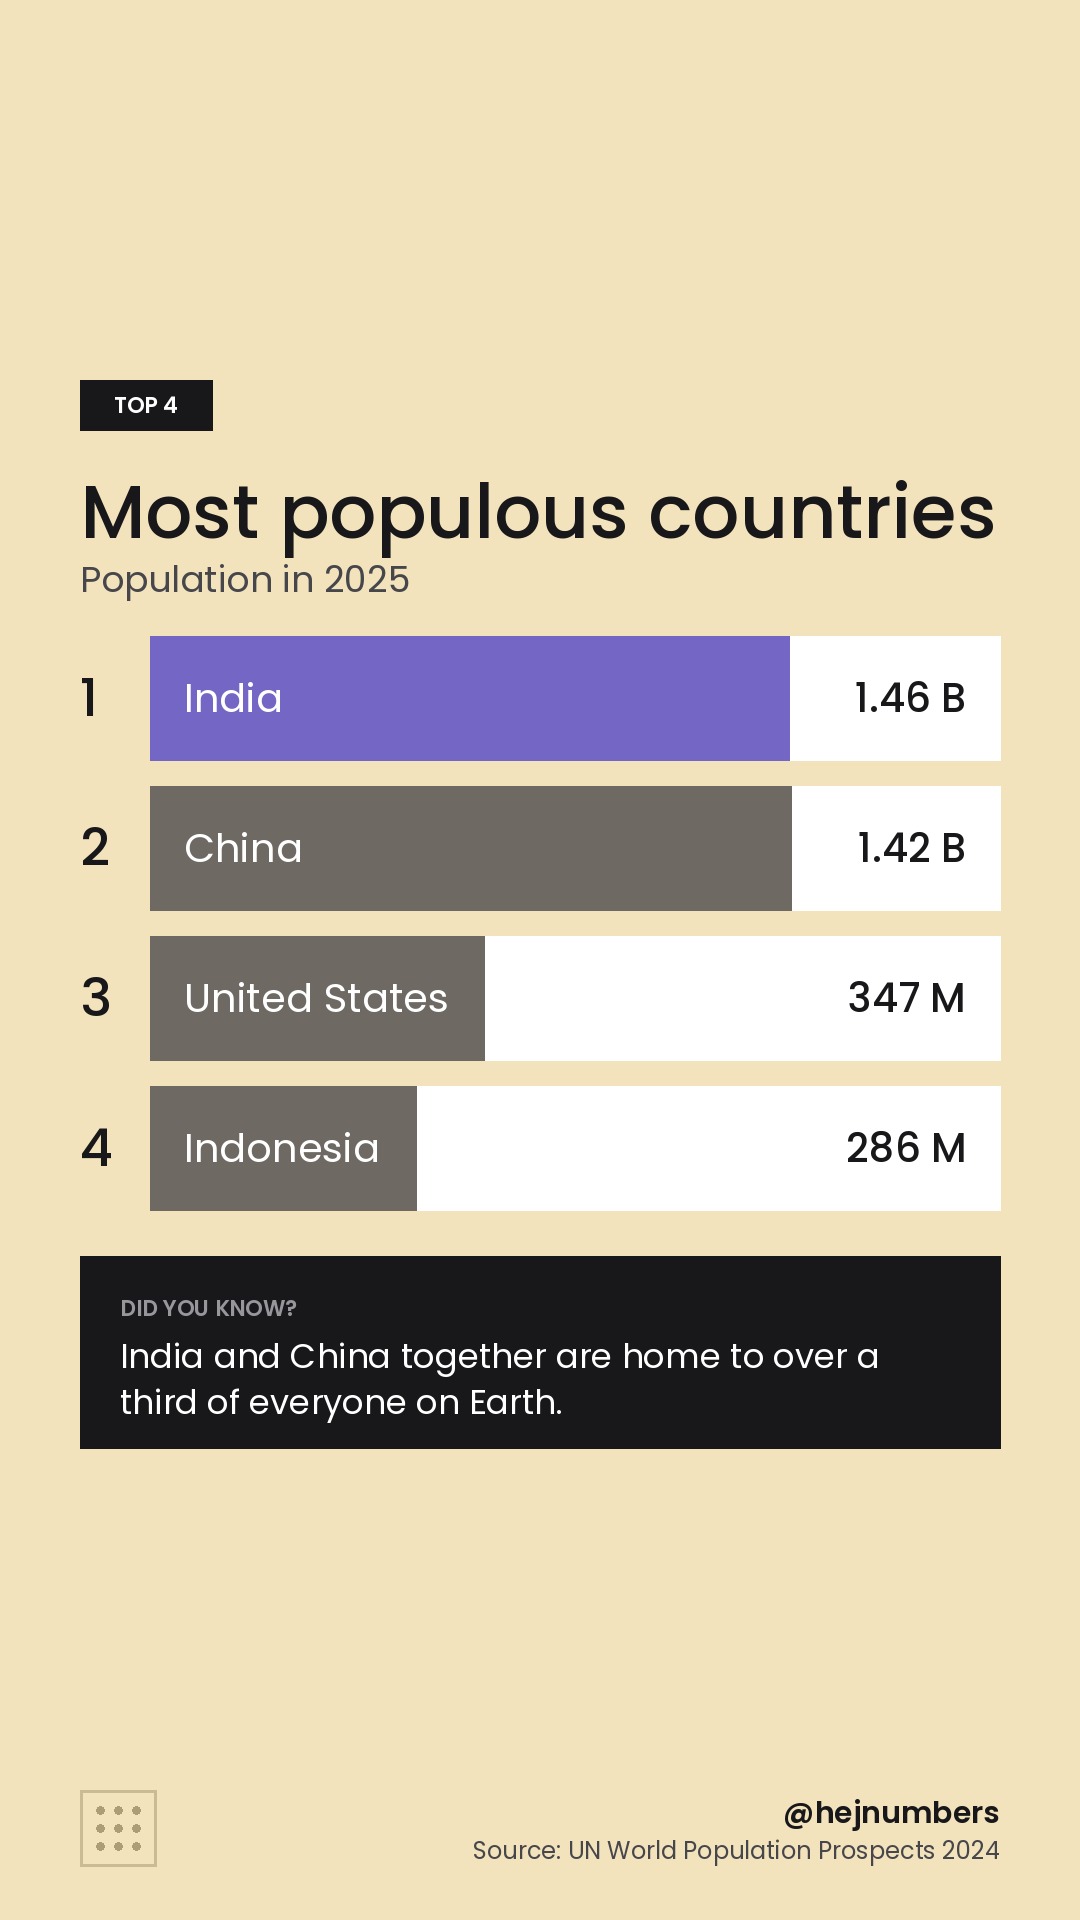 TOP 4
Most populous countries
Population in 2025
1 India 1.46 B
2 China 1.42 B
3 United States 347 M
4 Indonesia 286 M
DID YOU KNOW?
India and China together are home to over a
third of everyone on Earth.
@hejnumbers
Source: UN World Population Prospects 2024